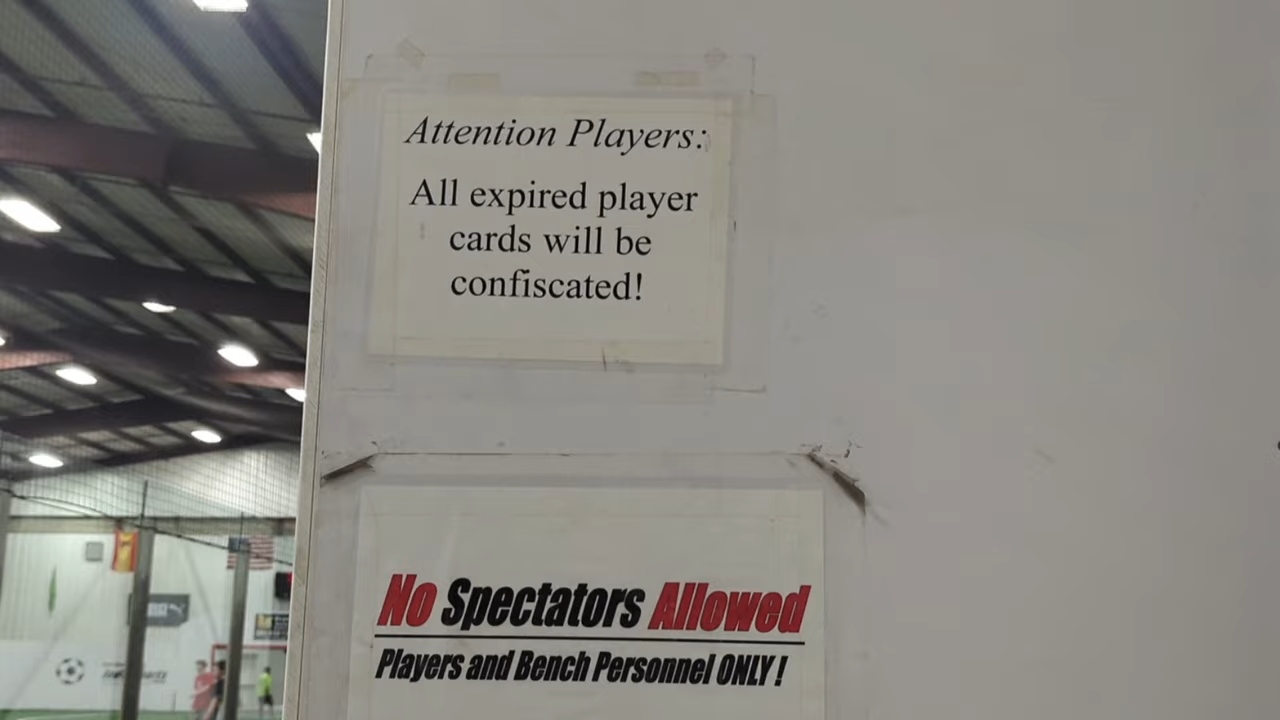 Attention Players:
All expired player
cards will be
confiscated!
No Spectators Allowed
Players and Bench Personnel ONLY!